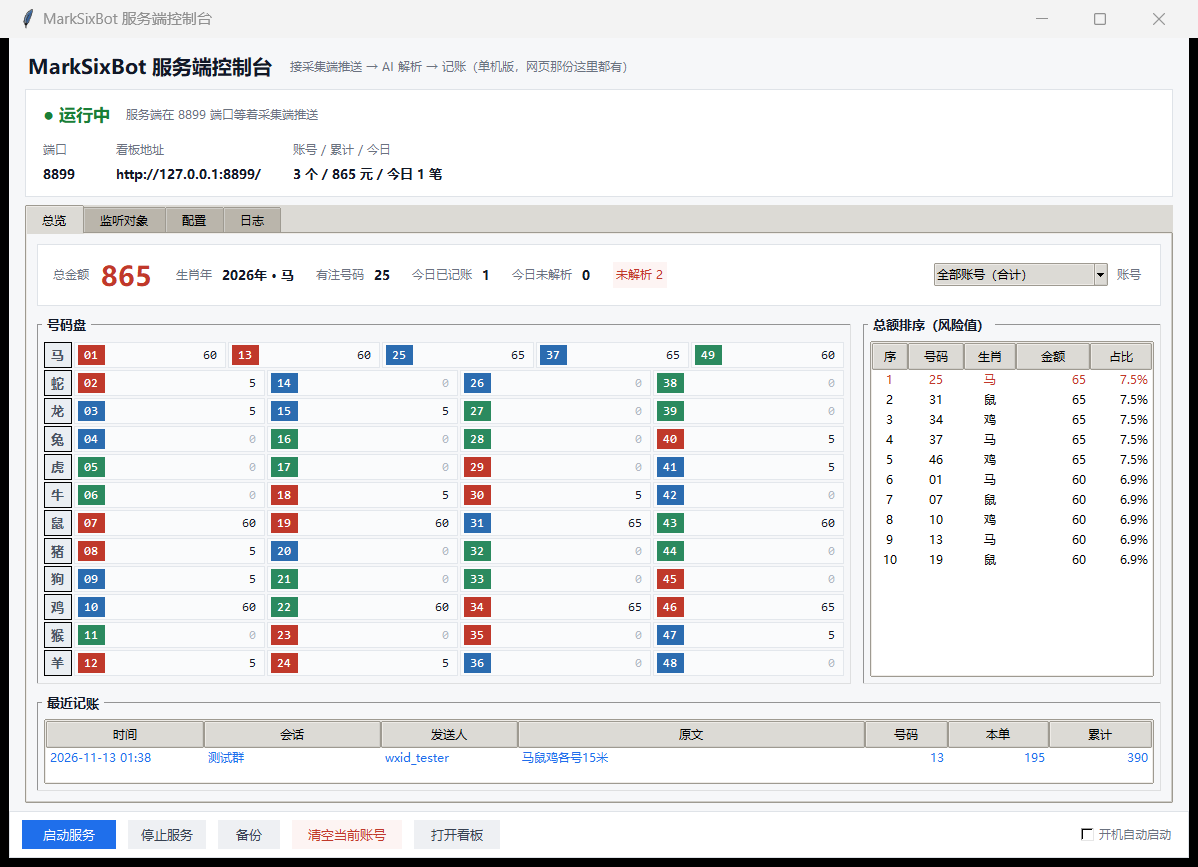 MarkSixBot 服务端控制台
MarkSixBot 服务端控制台 接采集端推送 → AI 解析 → 记账（单机版，网页那份这里都有）
● 运行中 服务端在 8899 端口等着采集端推送
端口 看板地址 账号 / 累计 / 今日
8899 http://127.0.0.1:8899/ 3 个 / 865 元 / 今日 1 笔
总览 监听对象 配置 日志
总金额 865 生肖年 2026年 · 马 有注号码 25 今日已记账 1 今日未解析 0 未解析 2 全部账号（合计） 账号
号码盘
马 01 60 13 60 25 65 37 65 49 60
蛇 02 5 14 0 26 0 38 0
龙 03 5 15 5 27 0 39 0
兔 04 0 16 0 28 0 40 5
虎 05 0 17 0 29 0 41 5
牛 06 0 18 5 30 5 42 0
鼠 07 60 19 60 31 65 43 60
猪 08 5 20 0 32 0 44 0
狗 09 5 21 0 33 0 45 0
鸡 10 60 22 60 34 65 46 65
猴 11 0 23 0 35 0 47 5
羊 12 5 24 5 36 0 48 0
总额排序（风险值）
序 号码 生肖 金额 占比
1 25 马 65 7.5%
2 31 鼠 65 7.5%
3 34 鸡 65 7.5%
4 37 马 65 7.5%
5 46 鸡 65 7.5%
6 01 马 60 6.9%
7 07 鼠 60 6.9%
8 10 鸡 60 6.9%
9 13 马 60 6.9%
10 19 鼠 60 6.9%
最近记账
时间 会话 发送人 原文 号码 本单 累计
2026-11-13 01:38 测试群 wxid_tester 马鼠鸡各号15米 13 195 390
启动服务 停止服务 备份 清空当前账号 打开看板 开机自动启动